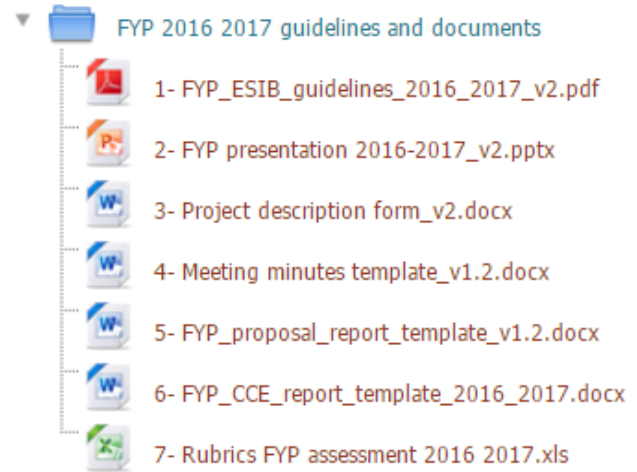 FYP 2016 2017 guidelines and documents
1- FYP_ESIB_guidelines_2016_2017_v2.pdf
2- FYP presentation 2016-2017_v2.pptx
3- Project description form_v2.docx
4- Meeting minutes template_v1.2.docx
5- FYP_proposal_report_template_v1.2.docx
6- FYP_CCE_report_template_2016_2017.docx
7- Rubrics FYP assessment 2016 2017.xls